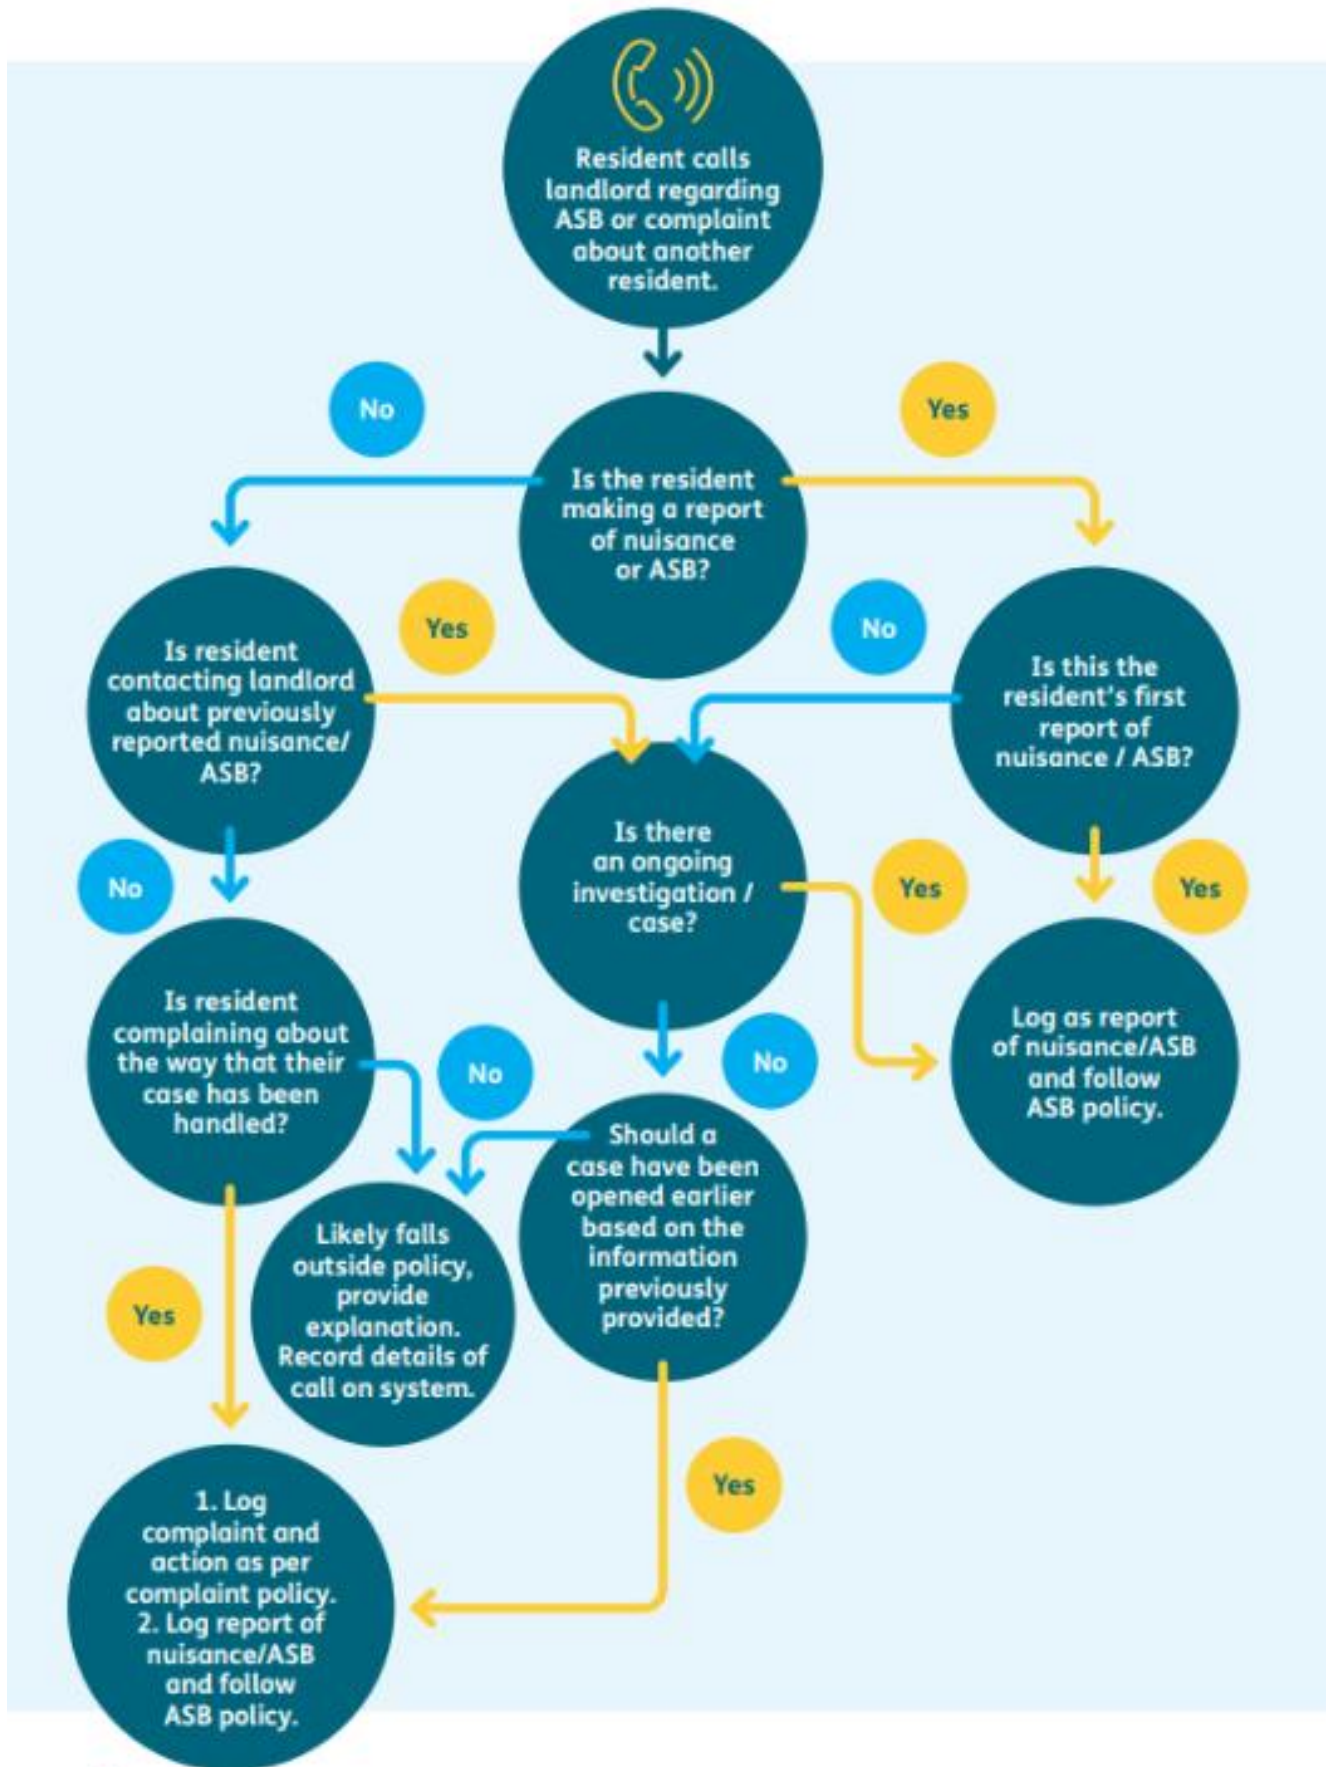 Resident calls
landlord regarding
ASB or complaint
about another
resident.
No
Yes
Is the resident
making a report
of nuisance
or ASB?
Is resident
contacting landlord
about previously
reported nuisance/
ASB?
Yes
No
Is this the
resident's first
report of
nuisance / ASB?
No
Is there
an ongoing
investigation /
case?
Yes
Yes
Is resident
complaining about
the way that their
case has been
handled?
No
No
Log as report
of nuisance/ASB
and follow
ASB policy.
Likely falls
outside policy,
provide
explanation.
Record details of
call on system.
Should a
case have been
opened earlier
based on the
information
previously
provided?
Yes
Yes
1. Log
complaint and
action as per
complaint policy.
2. Log report of
nuisance/ASB
and follow
ASB policy.